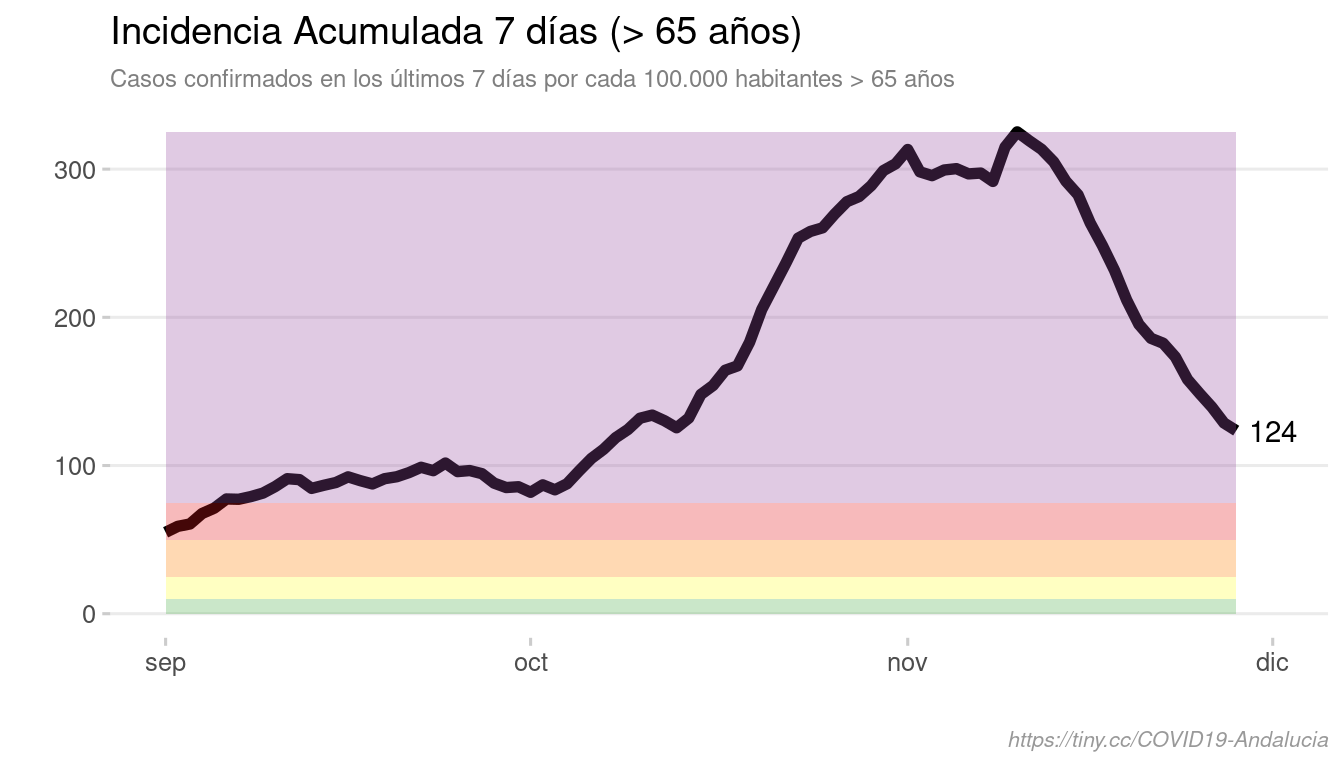 Incidencia Acumulada 7 días (> 65 años)
Casos confirmados en los últimos 7 días por cada 100.000 habitantes > 65 años
300
200
100
0
124
sep oct nov dic
https://tiny.cc/COVID19-Andalucia